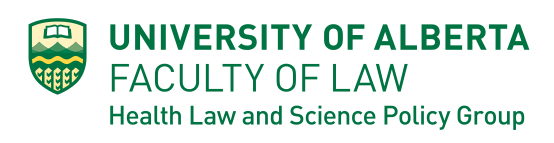 UNIVERSITY OF ALBERTA
FACULTY OF LAW
Health Law and Science Policy Group